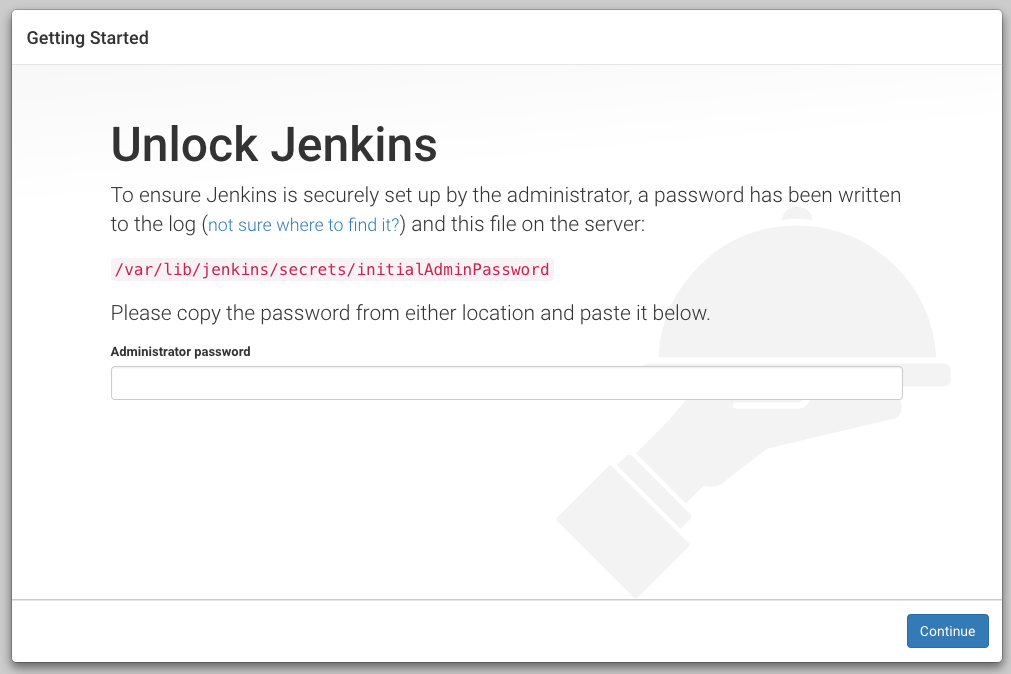 Getting Started
Unlock Jenkins
To ensure Jenkins is securely set up by the administrator, a password has been written
to the log (not sure where to find it?) and this file on the server:
/var/lib/jenkins/secrets/initialAdminPassword
Please copy the password from either location and paste it below.
Administrator password
Continue